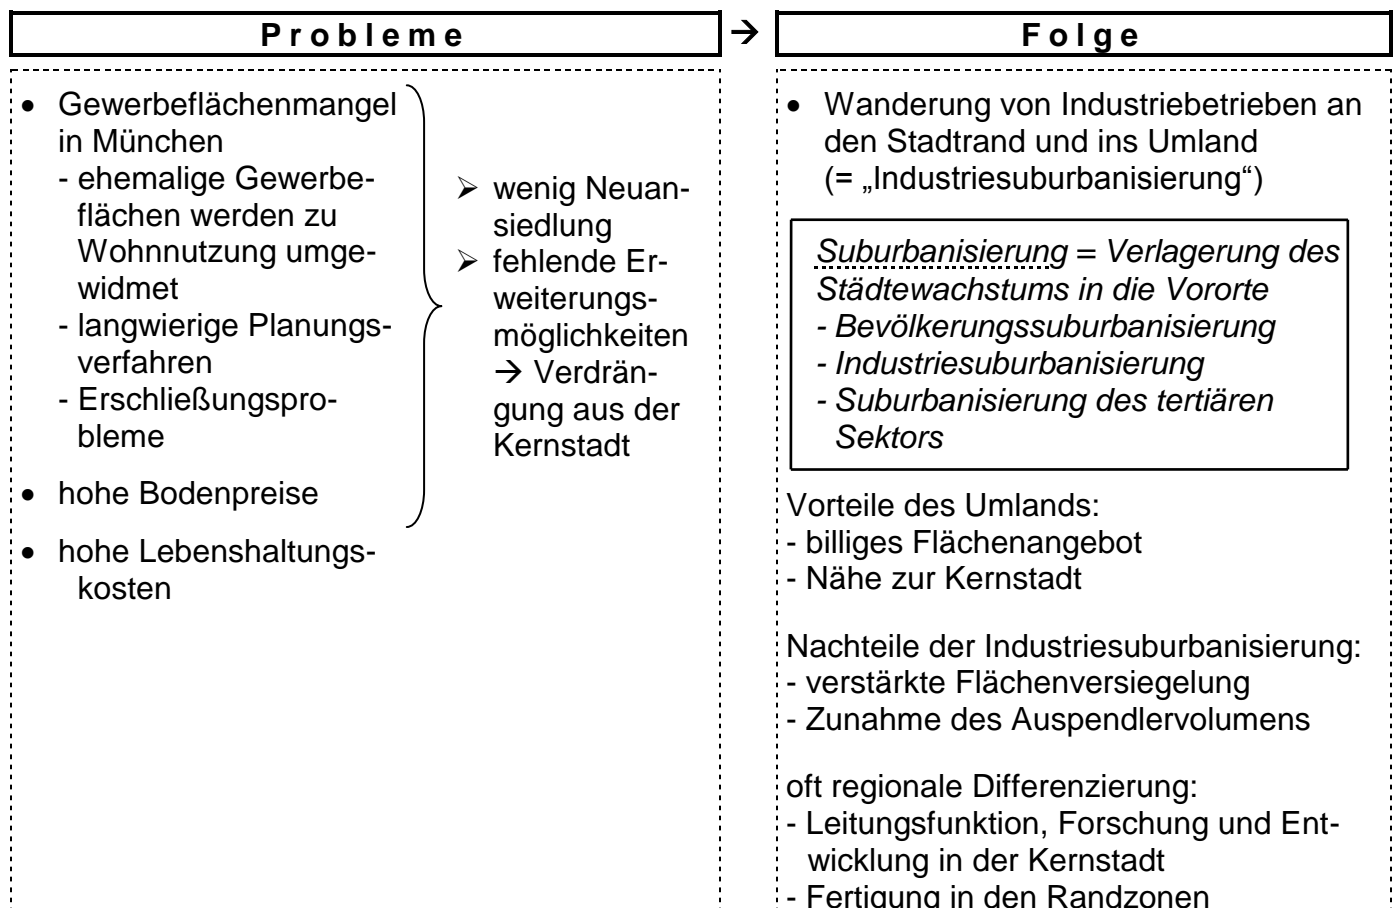 Probleme
→
Folge
• Gewerbeflächenmangel
in München
- ehemalige Gewerbe-
flächen werden zu
Wohnnutzung umge-
widmet
- langwierige Planungs-
verfahren
- Erschließungspro-
bleme
• hohe Bodenpreise
• hohe Lebenshaltungs-
kosten
➢ wenig Neuan-
siedlung
➢ fehlende Er-
weiterungs-
möglichkeiten
→ Verdrän-
gung aus der
Kernstadt
• Wanderung von Industriebetrieben an
den Stadtrand und ins Umland
(= „Industriesuburbanisierung“)
Suburbanisierung = Verlagerung des
Städtewachstums in die Vororte
- Bevölkerungssuburbanisierung
- Industriesuburbanisierung
- Suburbanisierung des tertiären
Sektors
Vorteile des Umlands:
- billiges Flächenangebot
- Nähe zur Kernstadt
Nachteile der Industriesuburbanisierung:
- verstärkte Flächenversiegelung
- Zunahme des Auspendlervolumens
oft regionale Differenzierung:
- Leitungsfunktion, Forschung und Ent-
wicklung in der Kernstadt
- Fertigung in den Randzonen